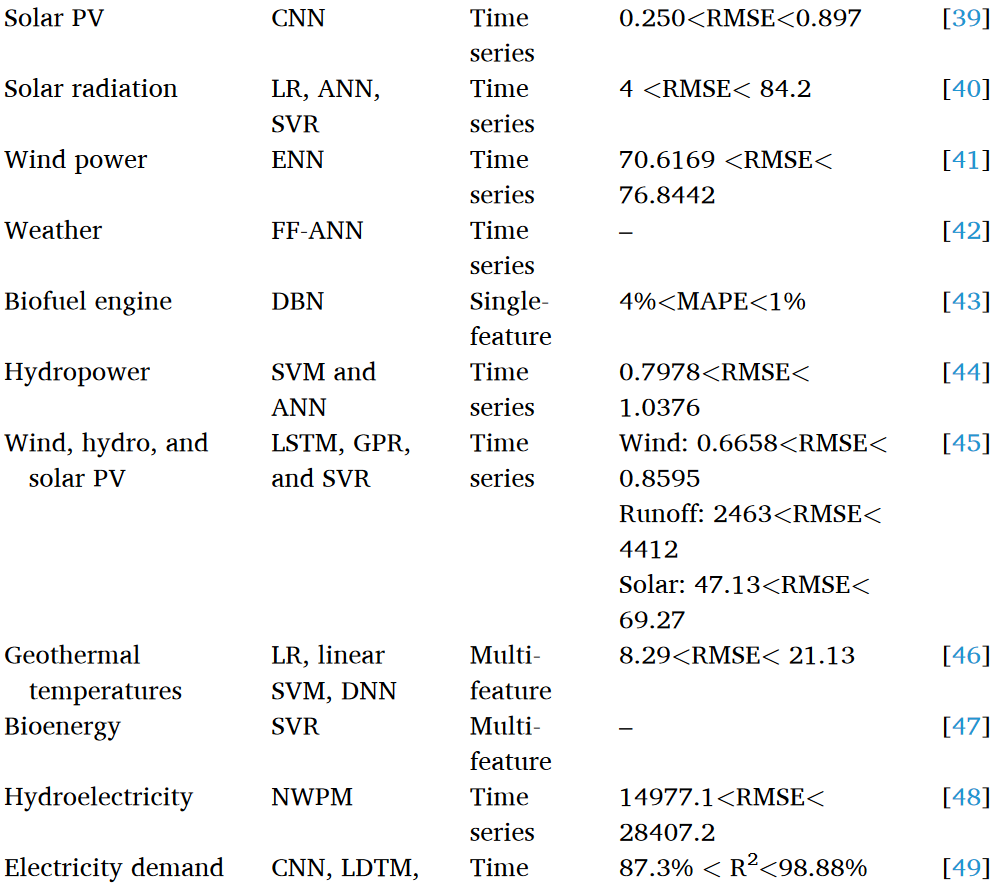 Solar PV CNN Time 0.250<RMSE<0.897 [39]
series
Solar radiation LR, ANN, Time 4 <RMSE< 84.2 [40]
SVR series
Wind power ENN Time 70.6169 <RMSE< [41]
series 76.8442
Weather FF-ANN Time – [42]
series
Biofuel engine DBN Single- 4%<MAPE<1% [43]
feature
Hydropower SVM and Time 0.7978<RMSE< [44]
ANN series 1.0376
Wind, hydro, and LSTM, GPR, Time Wind: 0.6658<RMSE< [45]
solar PV and SVR series 0.8595
Runoff: 2463<RMSE<
4412
Solar: 47.13<RMSE<
69.27
Geothermal LR, linear Multi- 8.29<RMSE< 21.13 [46]
temperatures SVM, DNN feature
Bioenergy SVR Multi- – [47]
feature
Hydroelectricity NWPM Time 14977.1<RMSE< [48]
series 28407.2
Electricity demand CNN, LDTM, Time 87.3% < R²<98.88% [49]